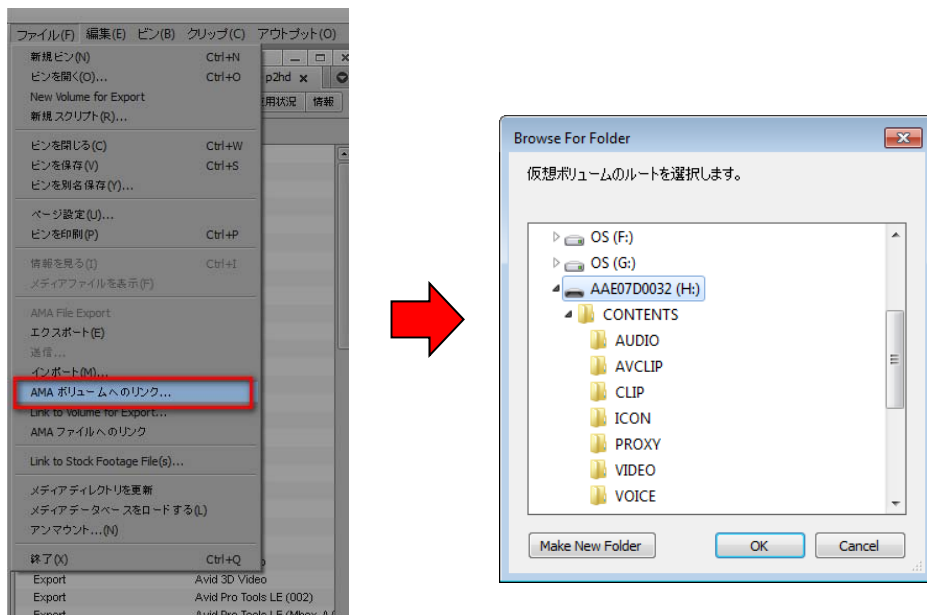 ファイル(F) 編集(E) ビン(B) クリップ(C) アウトプット(O)
新規ビン(N) Ctrl+N
ビンを開く(O)... Ctrl+O
p2hd
New Volume for Export
用状況 情報
新規スクリプト(R)...
ビンを閉じる(C) Ctrl+W
ビンを保存(V) Ctrl+S
ビンを別名保存(Y)...
ページ設定(U)...
ビンを印刷(P) Ctrl+P
情報を見る(I) Ctrl+I
メディアファイルを表示(F)
AMA File Export
エクスポート(E)
送信...
インポート(M)...
AMA ボリュームへのリンク...
Link to Volume for Export...
AMA ファイルへのリンク
Link to Stock Footage File(s)...
メディアディレクトリを更新
メディアデータベースをロードする(L)
アンマウント...(N)
終了(X) Ctrl+Q
Export Avid 3D Video
Export Avid Pro Tools LE (002)
Export Avid Pro Tools LE (Mbox,
Browse For Folder
仮想ボリュームのルートを選択します。
OS (F:)
OS (G:)
AAE07D0032 (H:)
CONTENTS
AUDIO
AVCLIP
CLIP
ICON
PROXY
VIDEO
VOICE
Make New Folder OK Cancel